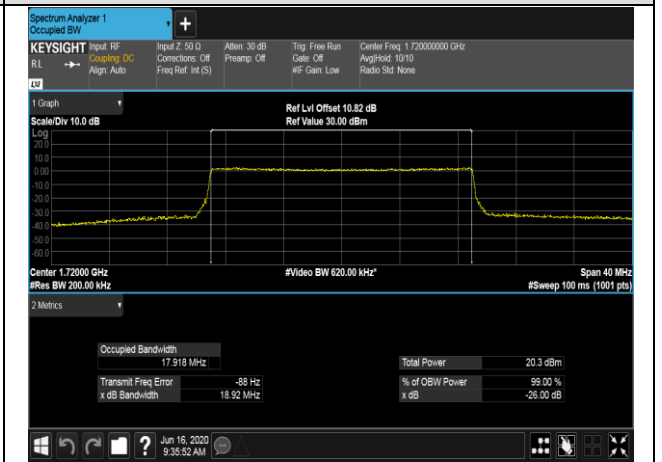 Spectrum Analyzer 1
Occupied BW
+
KEYSIGHT
RL
LXI
Input: RF
Coupling: DC
Align: Auto
Input Z: 50 Ω
Corrections: Off
Freq Ref: Int (S)
Atten: 30 dB
Preamp: Off
Trig: Free Run
Gate: Off
#IF Gain: Low
Center Freq: 1.720000000 GHz
Avg|Hold: 10/10
Radio Std: None
1 Graph
Scale/Div 10.0 dB
Ref Lvl Offset 10.82 dB
Ref Value 30.00 dBm
Log
20.0
10.0
0.00
-10.0
-20.0
-30.0
-40.0
-50.0
-60.0
Center 1.72000 GHz
#Video BW 620.00 kHz*
Span 40 MHz
#Res BW 200.00 kHz
#Sweep 100 ms (1001 pts)
2 Metrics
Occupied Bandwidth
17.918 MHz
Total Power 20.3 dBm
Transmit Freq Error -88 Hz
% of OBW Power 99.00 %
x dB Bandwidth 18.92 MHz
x dB -26.00 dB
?
Jun 16, 2020
9:35:52 AM